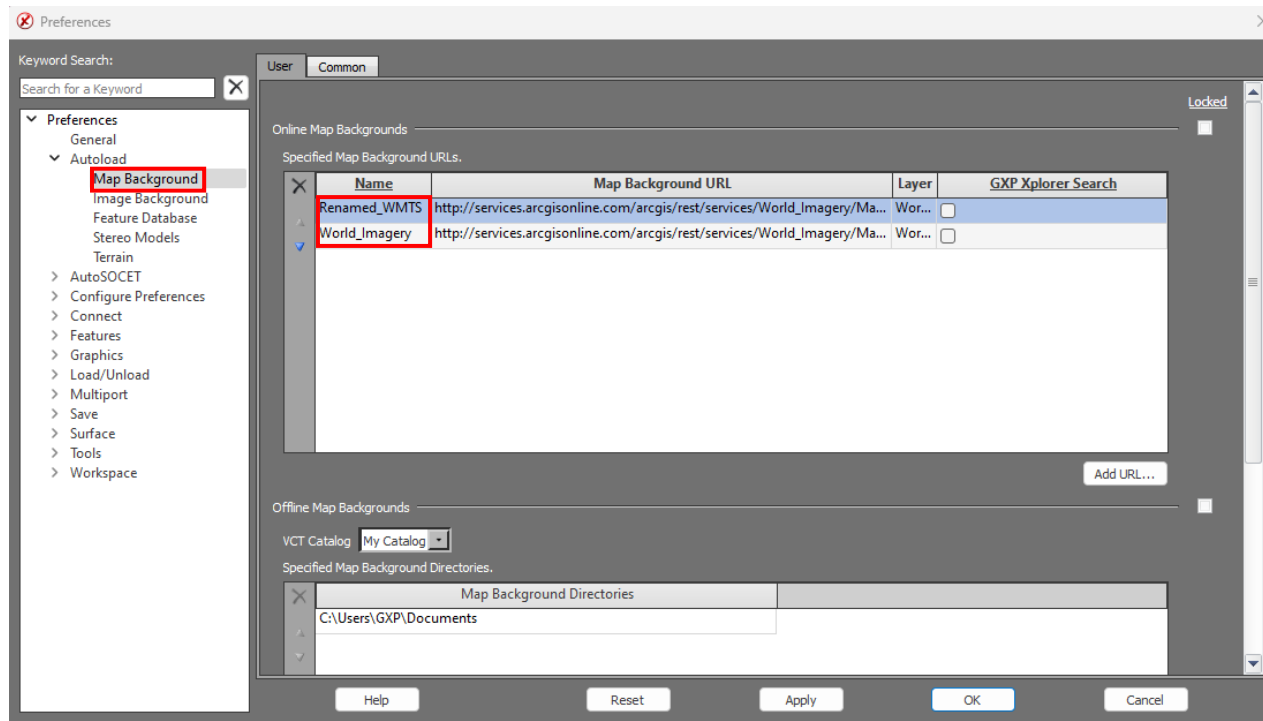 Preferences
Keyword Search:
Search for a Keyword
Preferences
General
Autoload
Map Background
Image Background
Feature Database
Stereo Models
Terrain
AutoSOCET
Configure Preferences
Connect
Features
Graphics
Load/Unload
Multiport
Save
Surface
Tools
Workspace
User Common
Locked
Online Map Backgrounds
Specified Map Background URLs.
Name Map Background URL Layer GXP Xplorer Search
Renamed_WMTS http://services.arcgisonline.com/arcgis/rest/services/World_Imagery/Ma... Wor...
World_Imagery http://services.arcgisonline.com/arcgis/rest/services/World_Imagery/Ma... Wor...
Add URL...
Offline Map Backgrounds
VCT Catalog My Catalog
Specified Map Background Directories.
Map Background Directories
C:\Users\GXP\Documents
Help Reset Apply OK Cancel